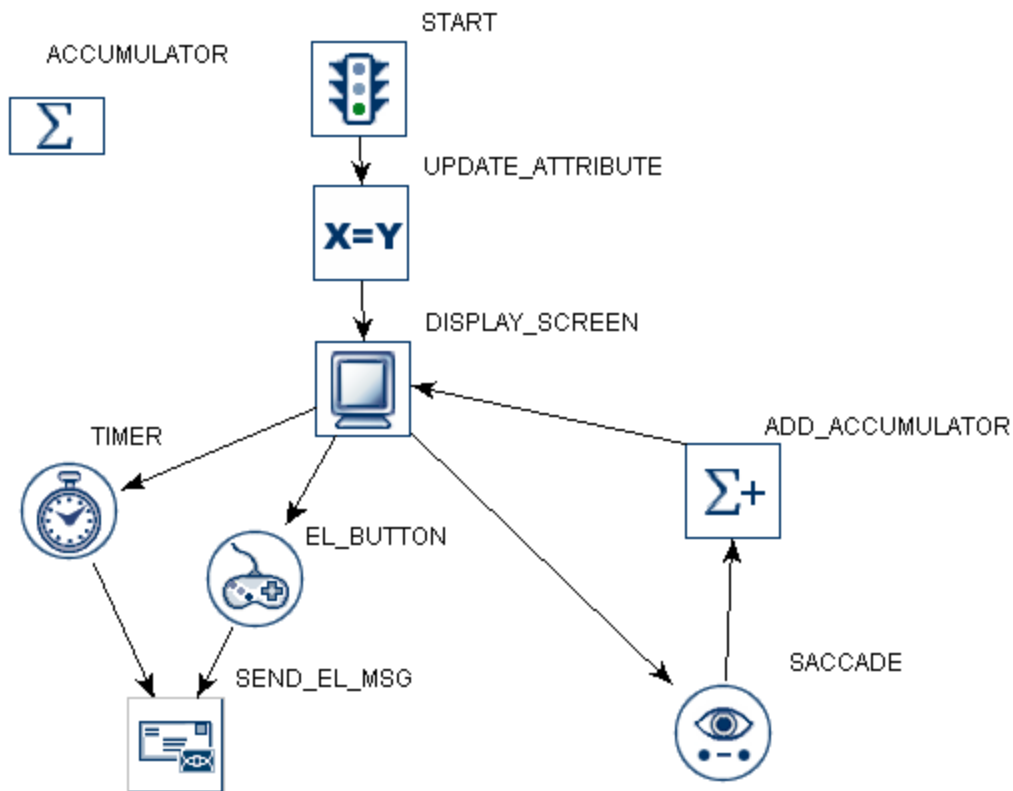 START
ACCUMULATOR
Σ
UPDATE_ATTRIBUTE
X=Y
DISPLAY_SCREEN
TIMER
ADD_ACCUMULATOR
Σ+
EL_BUTTON
SACCADE
SEND_EL_MSG